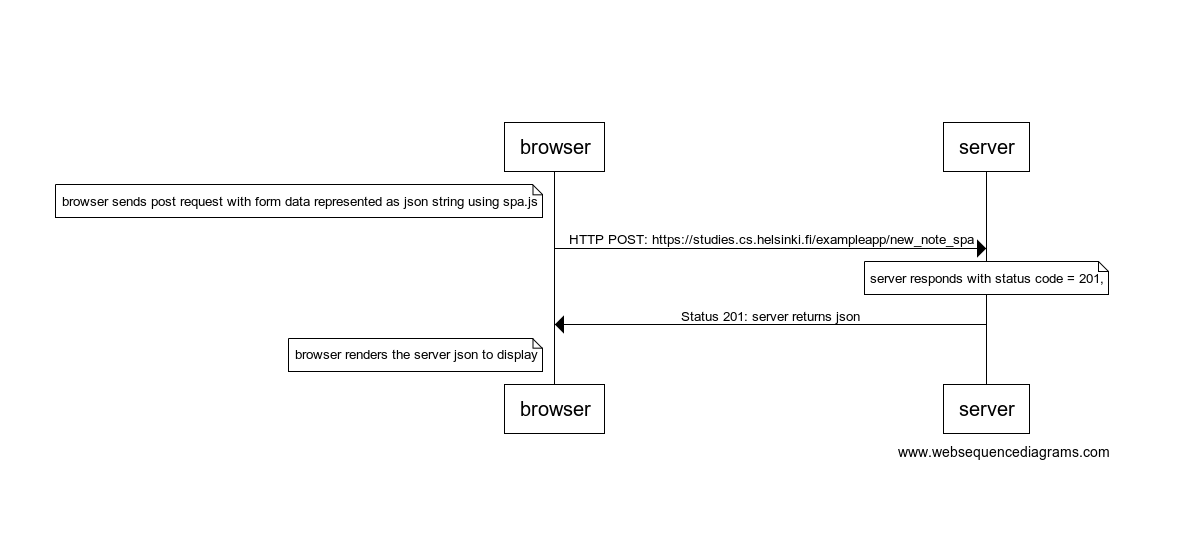 browser
server
browser sends post request with form data represented as json string using spa.js
HTTP POST: https://studies.cs.helsinki.fi/exampleapp/new_note_spa
server responds with status code = 201,
Status 201: server returns json
browser renders the server json to display
browser
server
www.websequencediagrams.com